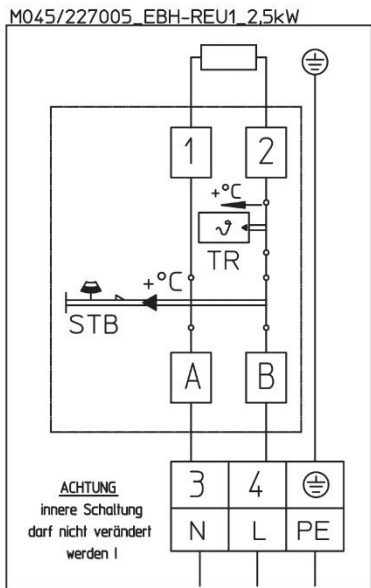 M045/227005_EBH-REU1_2,5kW
1 2
+°C
ϑ
TR
+°C
STB
A B
3 4
N L PE
ACHTUNG
innere Schaltung
darf nicht verändert
werden !